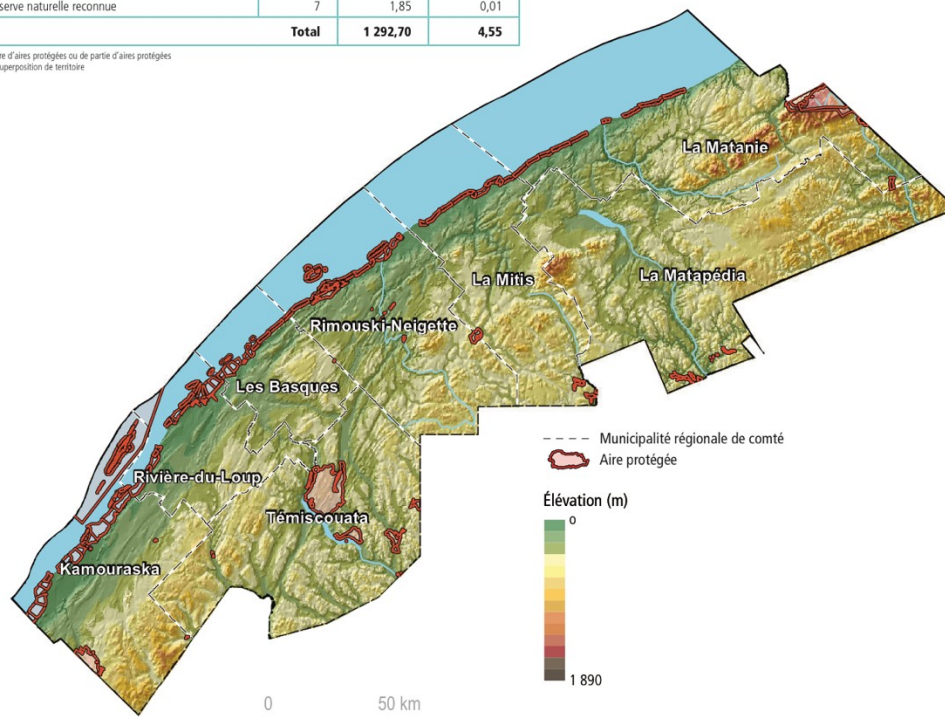 serve naturelle reconnue 7 1,85 0,01
Total 1 292,70 4,55
re d'aires protégées ou de partie d'aires protégées
uperposition de territoire
La Matanie
La Matapédia
La Mitis
Rimouski-Neigette
Les Basques
Rivière-du-Loup
Témiscouata
Kamouraska
Municipalité régionale de comté
Aire protégée
Élévation (m)
0
1 890
0 50 km